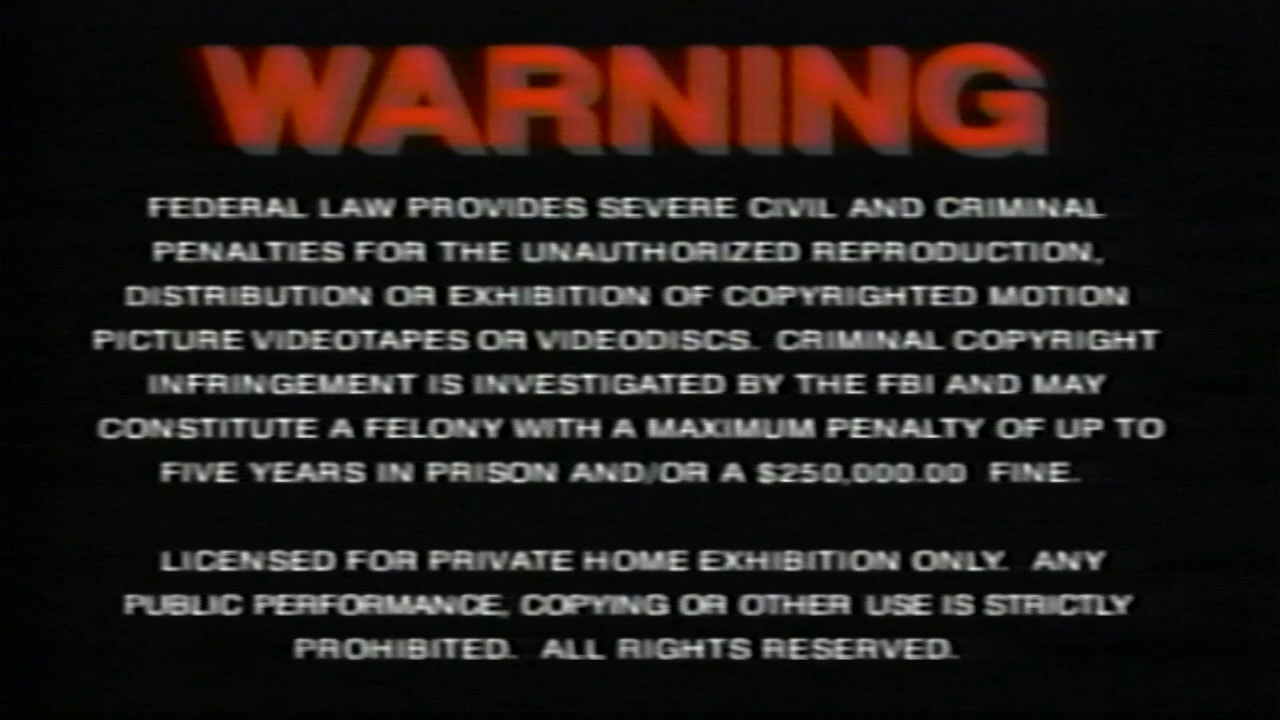 WARNING
FEDERAL LAW PROVIDES SEVERE CIVIL AND CRIMINAL
PENALTIES FOR THE UNAUTHORIZED REPRODUCTION,
DISTRIBUTION OR EXHIBITION OF COPYRIGHTED MOTION
PICTURE VIDEOTAPES OR VIDEODISCS. CRIMINAL COPYRIGHT
INFRINGEMENT IS INVESTIGATED BY THE FBI AND MAY
CONSTITUTE A FELONY WITH A MAXIMUM PENALTY OF UP TO
FIVE YEARS IN PRISON AND/OR A $250,000.00 FINE.
LICENSED FOR PRIVATE HOME EXHIBITION ONLY. ANY
PUBLIC PERFORMANCE, COPYING OR OTHER USE IS STRICTLY
PROHIBITED. ALL RIGHTS RESERVED.